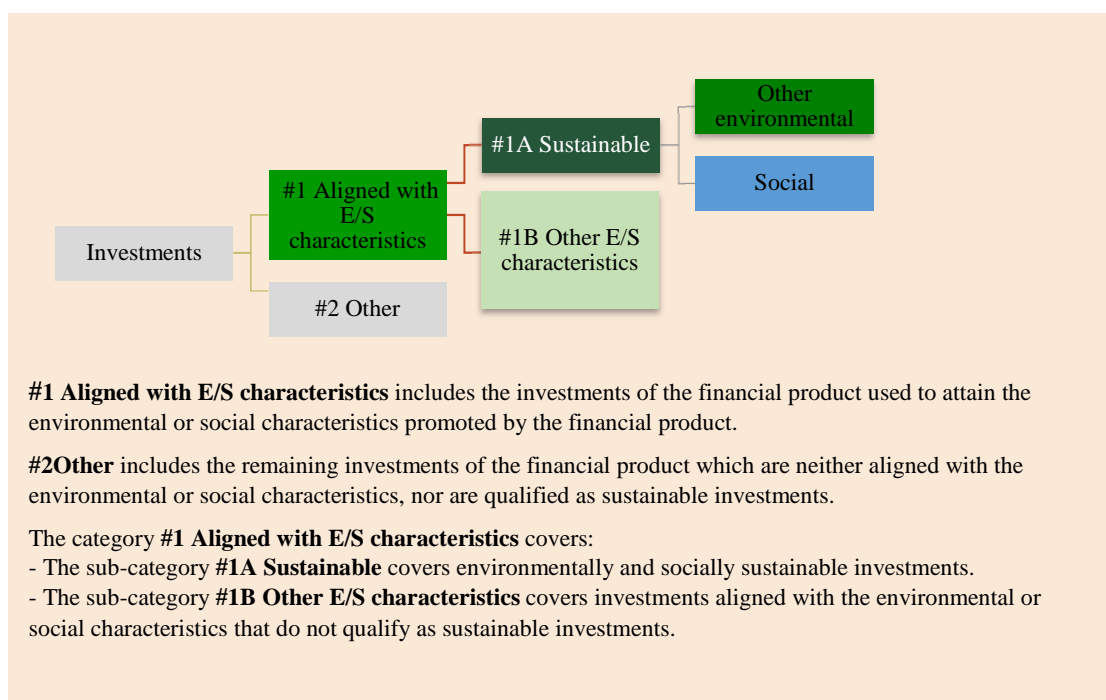 Other
environmental
#1A Sustainable
Social
#1 Aligned with
E/S
characteristics
#1B Other E/S
characteristics
Investments
#2 Other
#1 Aligned with E/S characteristics includes the investments of the financial product used to attain the
environmental or social characteristics promoted by the financial product.
#2Other includes the remaining investments of the financial product which are neither aligned with the
environmental or social characteristics, nor are qualified as sustainable investments.
The category #1 Aligned with E/S characteristics covers:
- The sub-category #1A Sustainable covers environmentally and socially sustainable investments.
- The sub-category #1B Other E/S characteristics covers investments aligned with the environmental or
social characteristics that do not qualify as sustainable investments.